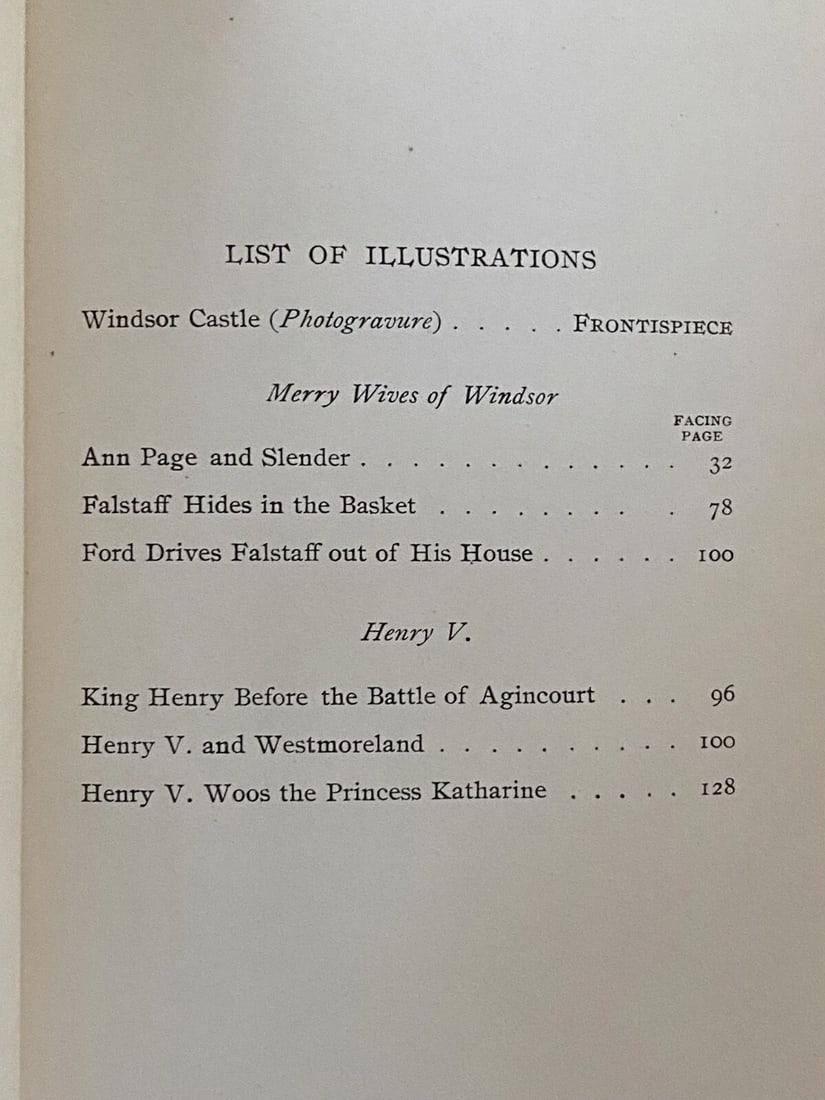 LIST OF ILLUSTRATIONS
Windsor Castle (Photogravure) . . . . . FRONTISPIECE
Merry Wives of Windsor
FACING
PAGE
Ann Page and Slender . . . . . . . . . . . . . 32
Falstaff Hides in the Basket . . . . . . . . . 78
Ford Drives Falstaff out of His House . . . . . . 100
Henry V.
King Henry Before the Battle of Agincourt . . . 96
Henry V. and Westmoreland . . . . . . . . . . 100
Henry V. Woos the Princess Katharine . . . . . 128